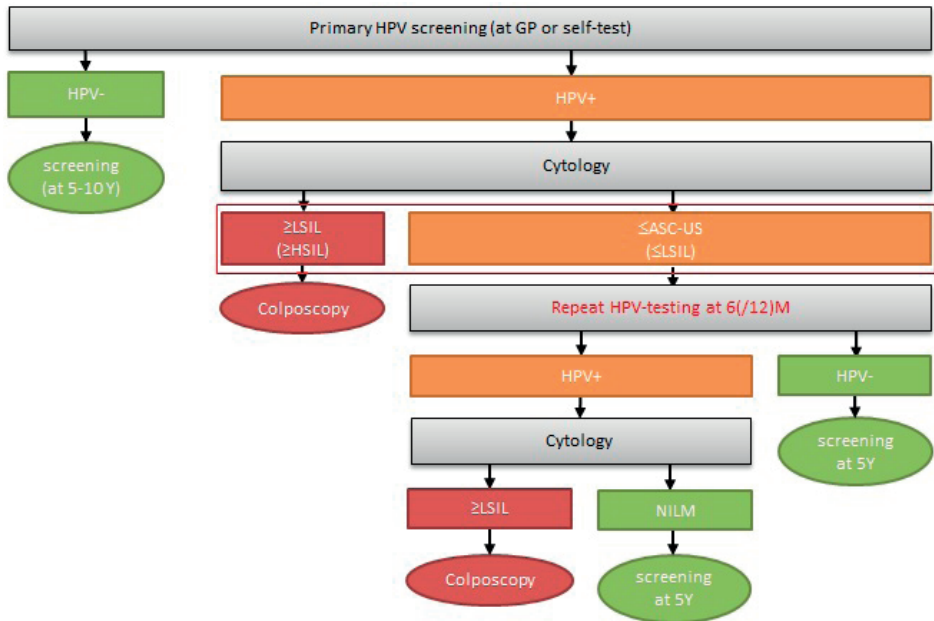 Primary HPV screening (at GP or self-test)
HPV-
HPV+
screening
(at 5-10 Y)
Cytology
≥LSIL
(≥HSIL)
≤ASC-US
(≤LSIL)
Colposcopy
Repeat HPV-testing at 6(/12)M
HPV+
HPV-
Cytology
screening
at 5Y
≥LSIL
NILM
Colposcopy
screening
at 5Y